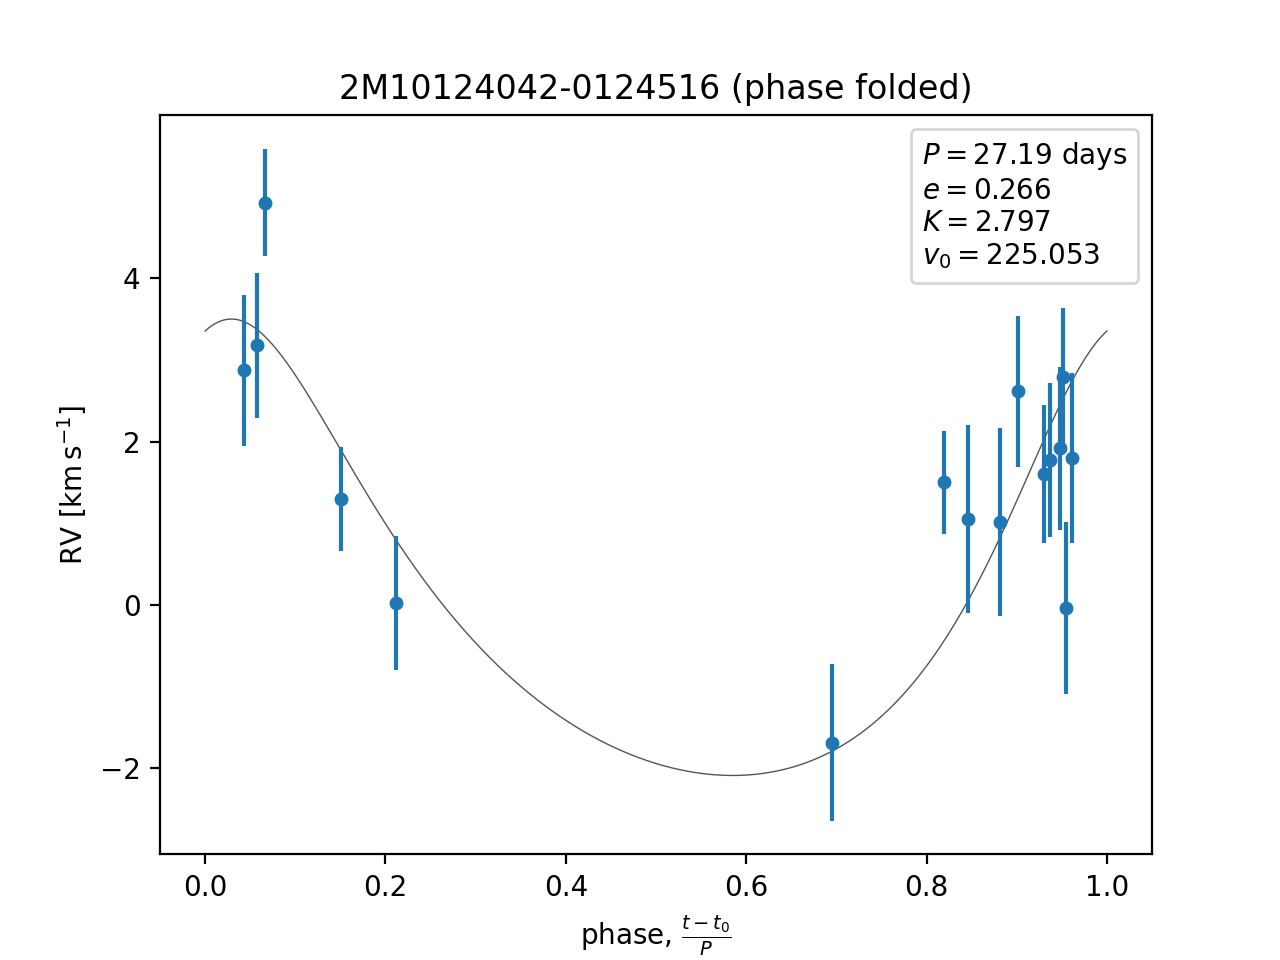 2M10124042-0124516 (phase folded)
P = 27.19 days
e = 0.266
K = 2.797
v₀ = 225.053
RV [km s⁻¹]
4
2
0
−2
0.0 0.2 0.4 0.6 0.8 1.0
phase, (t − t₀)/P